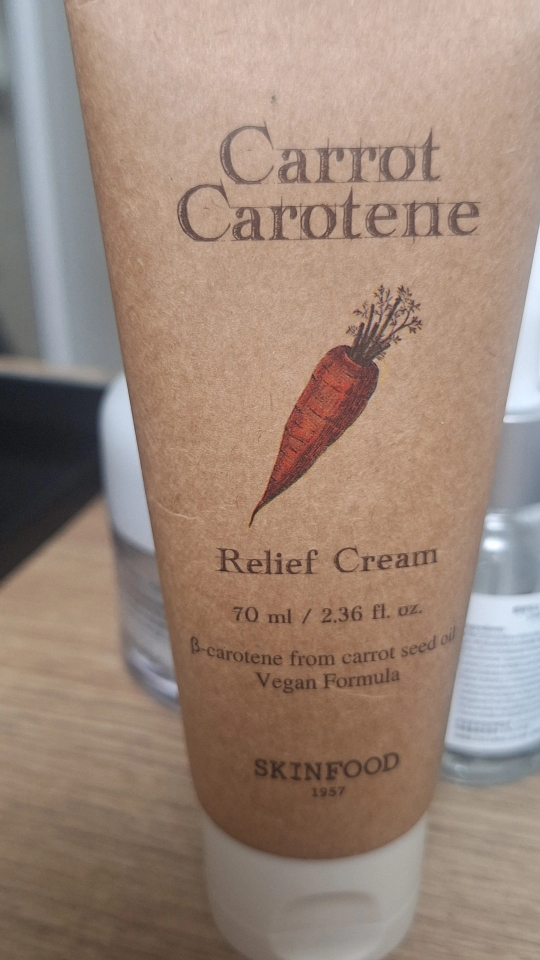 Carrot
Carotene
Relief Cream
70 ml / 2.36 fl. oz.
β-carotene from carrot seed oil
Vegan Formula
SKINFOOD
1957